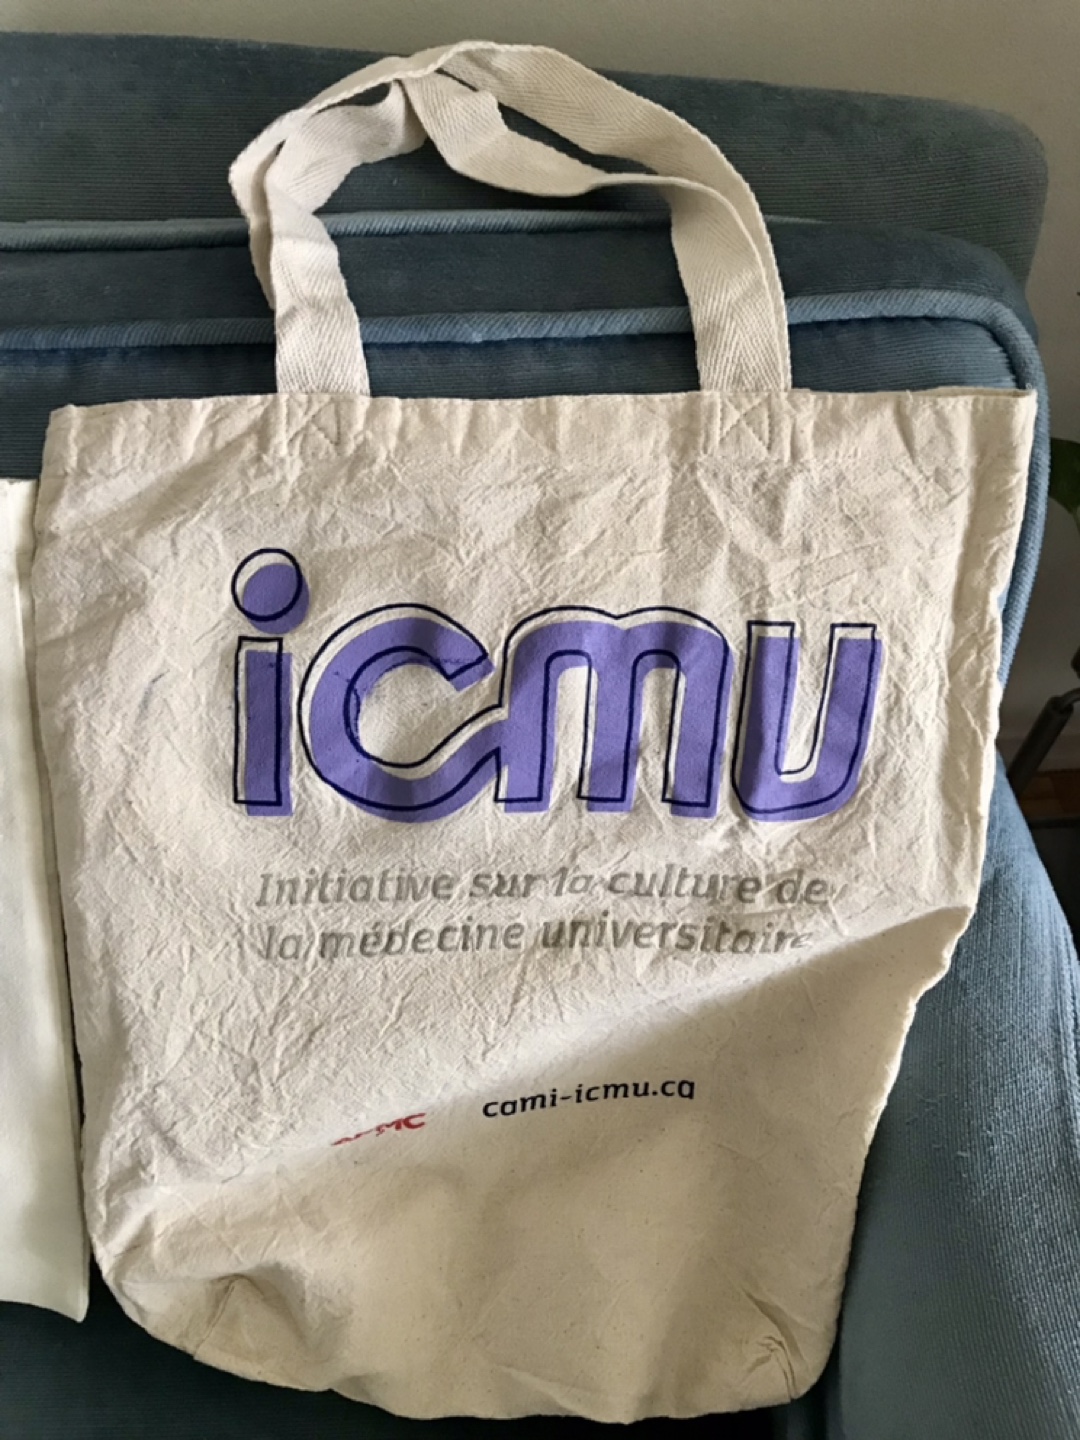 icmu
Initiative sur la culture de
la médecine universitaire
cami-icmu.ca